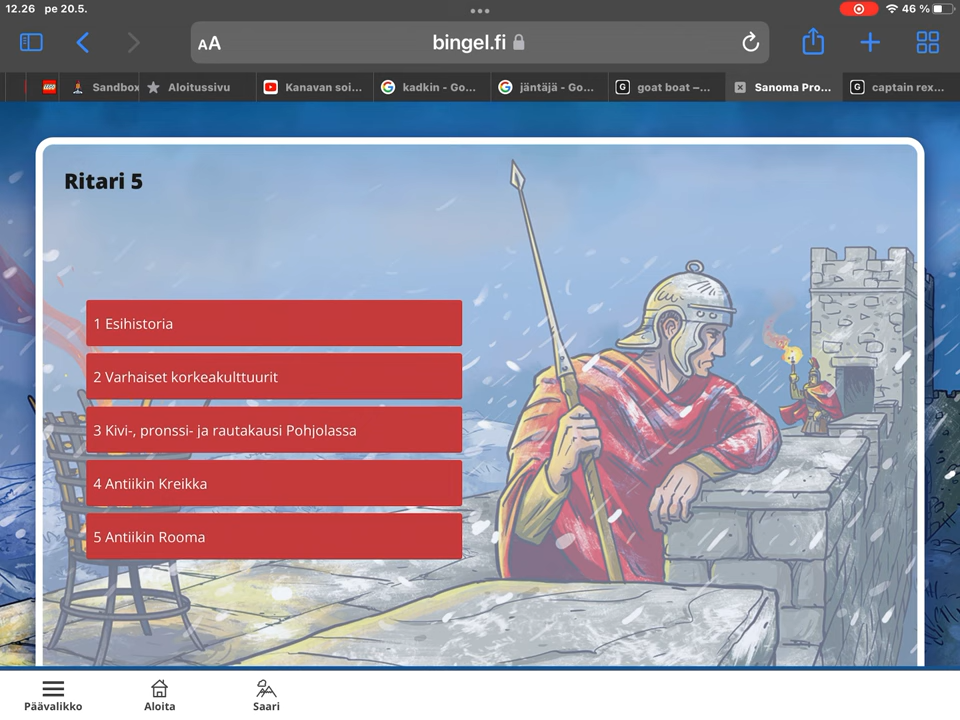 12.26 pe 20.5.
46 %
AA
bingel.fi
LEGO
Sandbox
Aloitussivu
Kanavan soi...
kadkin - Go...
jäntäjä - Go...
goat boat –...
Sanoma Pro...
captain rex...
Ritari 5
1 Esihistoria
2 Varhaiset korkeakulttuurit
3 Kivi-, pronssi- ja rautakausi Pohjolassa
4 Antiikin Kreikka
5 Antiikin Rooma
Päävalikko
Aloita
Saari